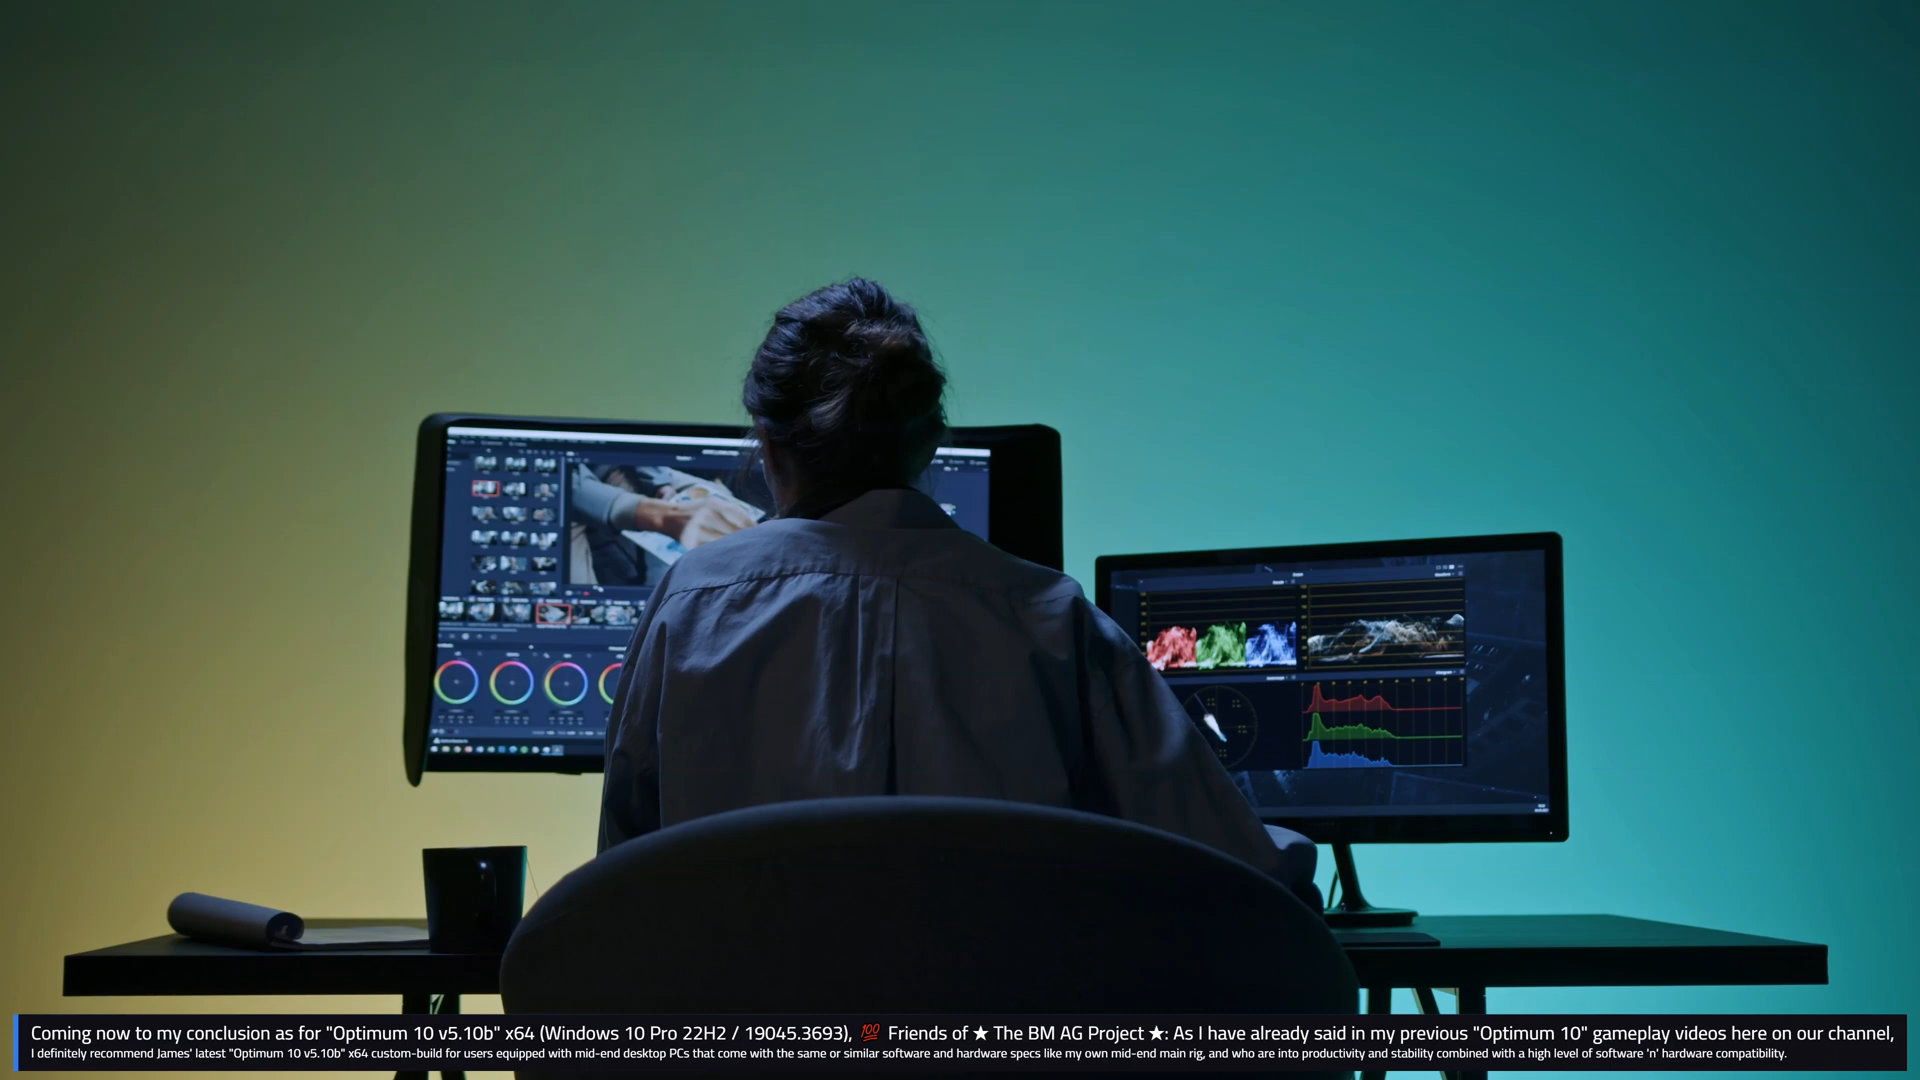 Coming now to my conclusion as for "Optimum 10 v5.10b" x64 (Windows 10 Pro 22H2 / 19045.3693), 💯 Friends of ★ The BM AG Project ★: As I have already said in my previous "Optimum 10" gameplay videos here on our channel,
I definitely recommend James' latest "Optimum 10 v5.10b" x64 custom-build for users equipped with mid-end desktop PCs that come with the same or similar software and hardware specs like my own mid-end main rig, and who are into productivity and stability combined with a high level of software 'n' hardware compatibility.